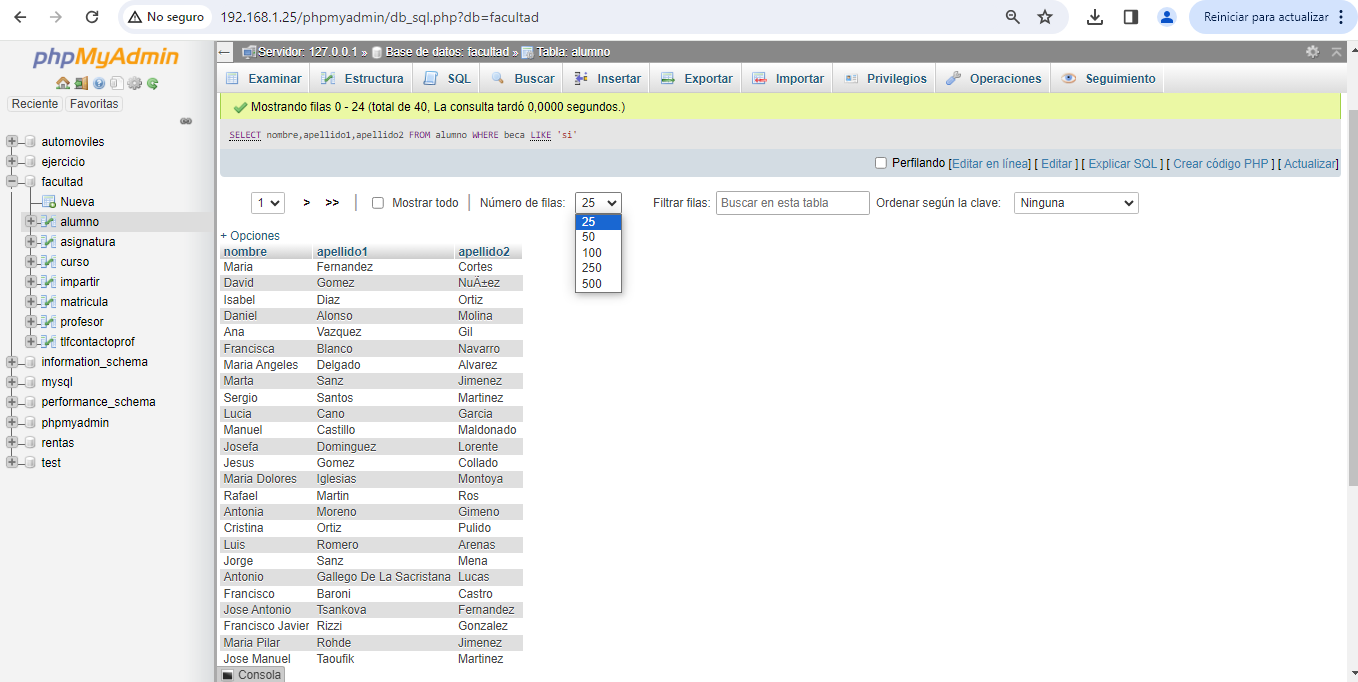 No seguro
192.168.1.25/phpmyadmin/db_sql.php?db=facultad
Reiniciar para actualizar
phpMyAdmin
Reciente Favoritas
automoviles
ejercicio
facultad
Nueva
alumno
asignatura
curso
impartir
matricula
profesor
tlfcontactoprof
information_schema
mysql
performance_schema
phpmyadmin
rentas
test
Servidor: 127.0.0.1 » Base de datos: facultad » Tabla: alumno
Examinar Estructura SQL Buscar Insertar Exportar Importar Privilegios Operaciones Seguimiento
Mostrando filas 0 - 24 (total de 40, La consulta tardó 0,0000 segundos.)
SELECT nombre,apellido1,apellido2 FROM alumno WHERE beca LIKE 'si'
Perfilando [Editar en línea] [ Editar ] [ Explicar SQL ] [ Crear código PHP ] [ Actualizar]
1 > >> | Mostrar todo | Número de filas: 25 Filtrar filas: Buscar en esta tabla Ordenar según la clave: Ninguna
25
50
100
250
500
+ Opciones
nombre apellido1 apellido2
Maria Fernandez Cortes
David Gomez NuÃ±ez
Isabel Diaz Ortiz
Daniel Alonso Molina
Ana Vazquez Gil
Francisca Blanco Navarro
Maria Angeles Delgado Alvarez
Marta Sanz Jimenez
Sergio Santos Martinez
Lucia Cano Garcia
Manuel Castillo Maldonado
Josefa Dominguez Lorente
Jesus Gomez Collado
Maria Dolores Iglesias Montoya
Rafael Martin Ros
Antonia Moreno Gimeno
Cristina Ortiz Pulido
Luis Romero Arenas
Jorge Sanz Mena
Antonio Gallego De La Sacristana Lucas
Francisco Baroni Castro
Jose Antonio Tsankova Fernandez
Francisco Javier Rizzi Gonzalez
Maria Pilar Rohde Jimenez
Jose Manuel Taoufik Martinez
Consola